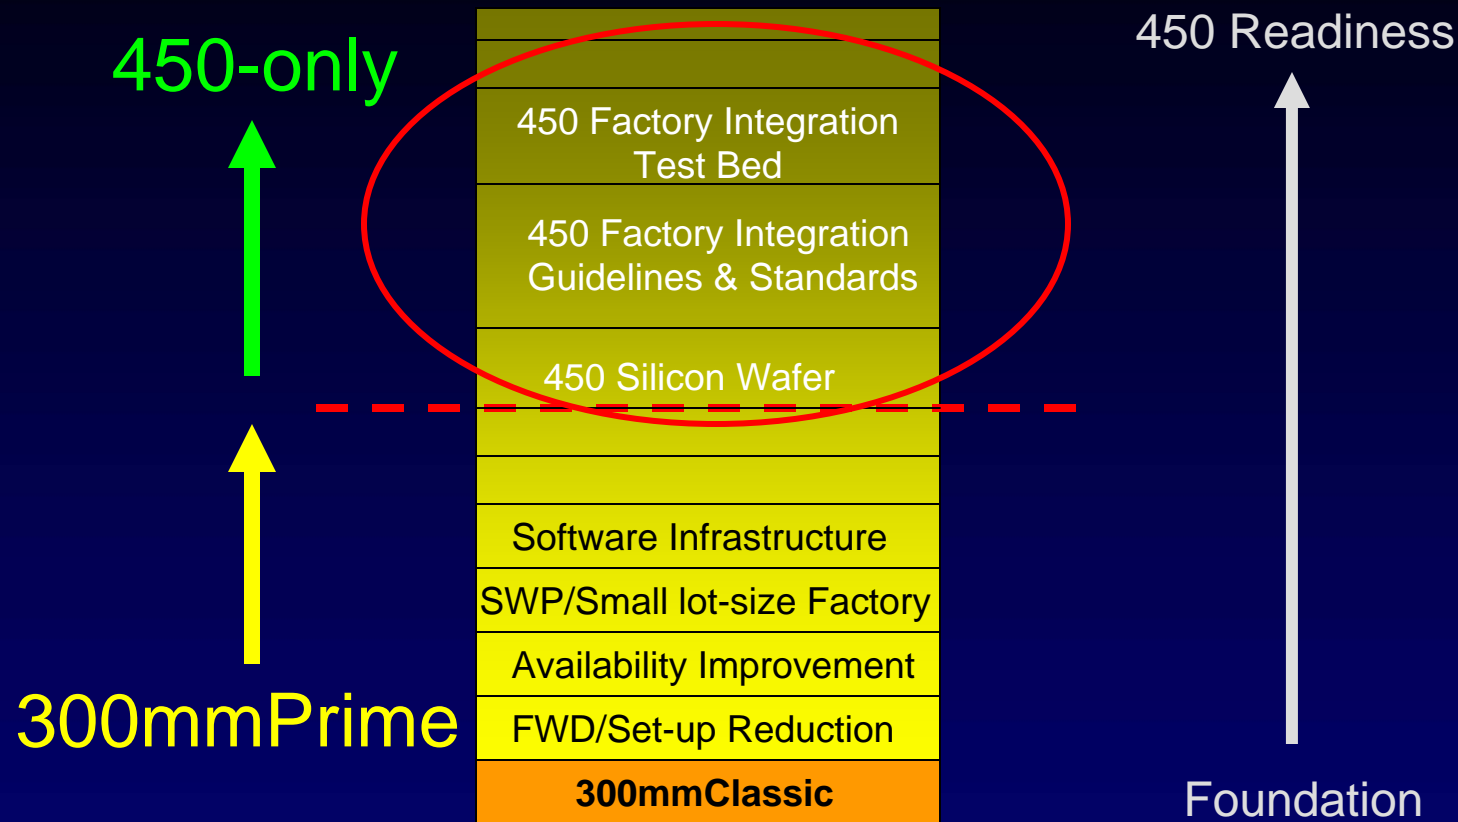 450 Readiness
450-only
450 Factory Integration
Test Bed
450 Factory Integration
Guidelines & Standards
450 Silicon Wafer
Software Infrastructure
SWP/Small lot-size Factory
Availability Improvement
300mmPrime
FWD/Set-up Reduction
300mmClassic
Foundation